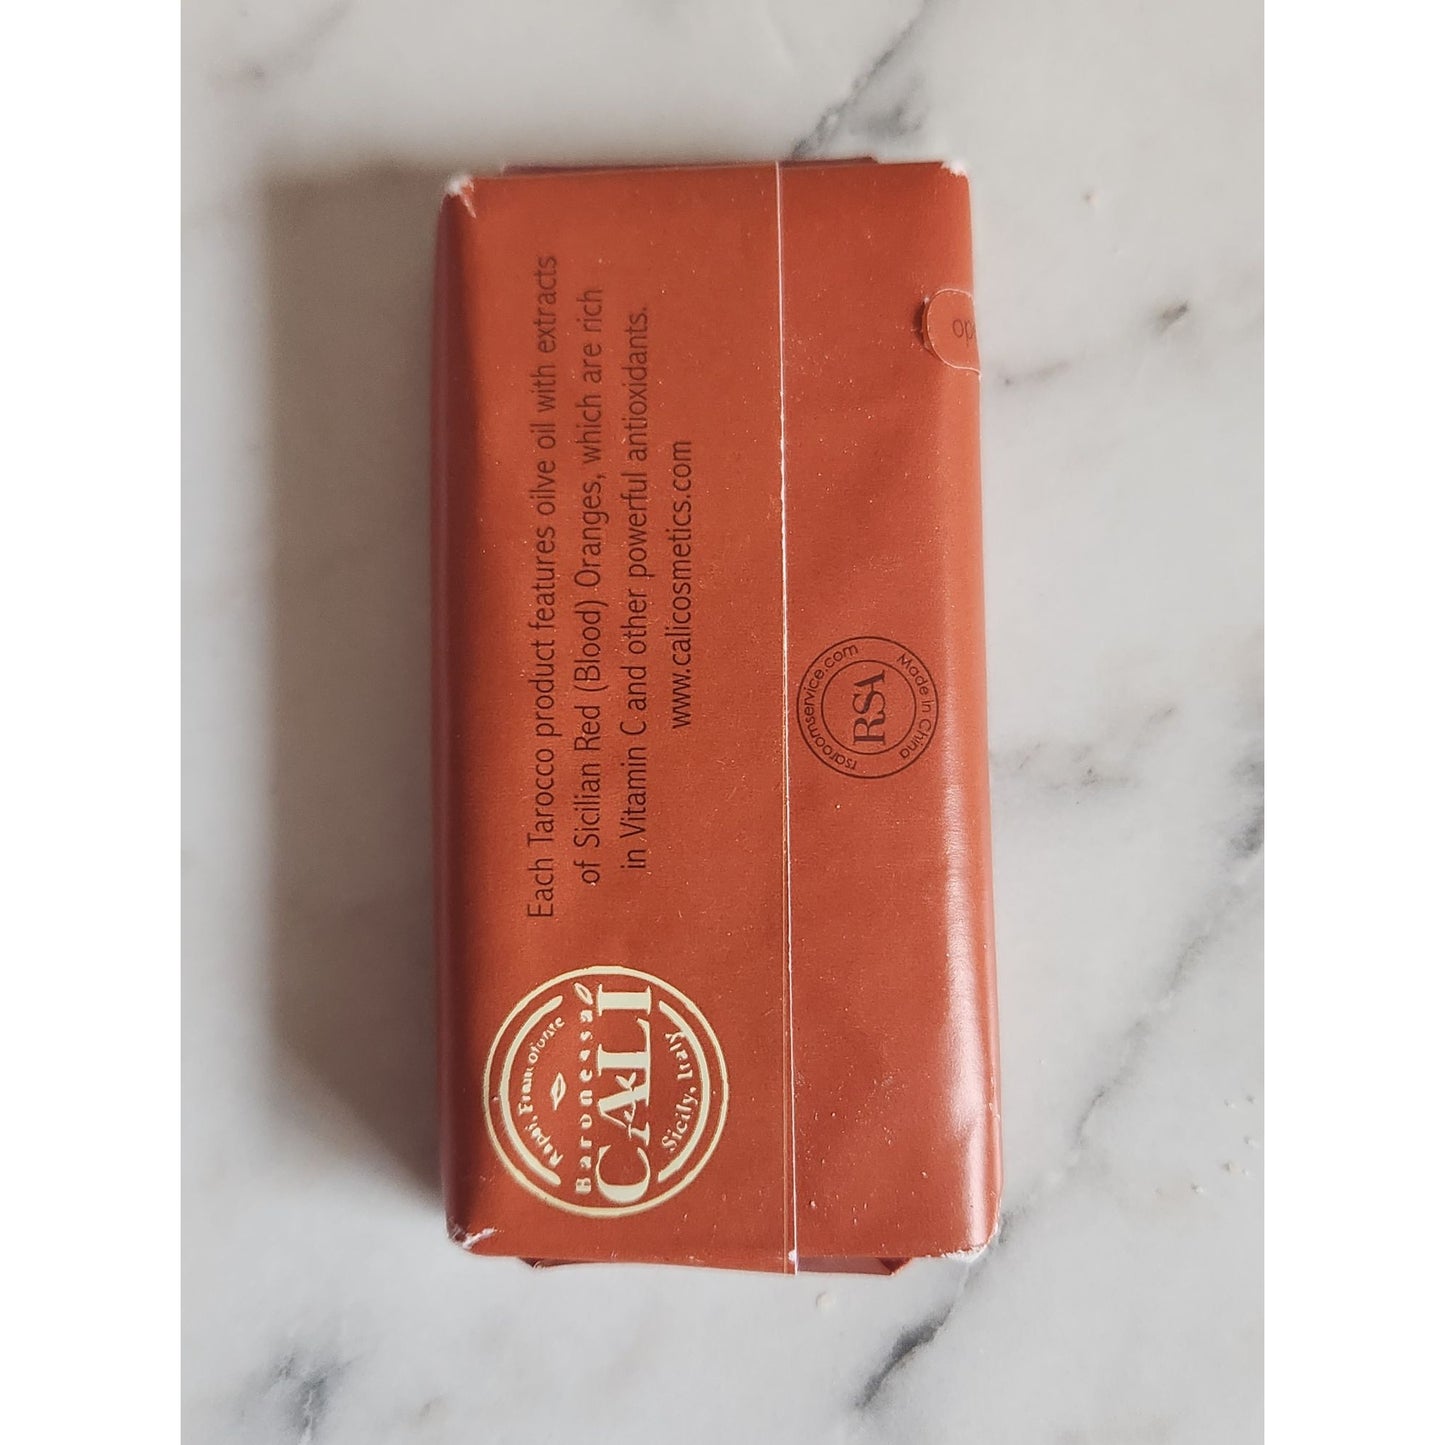 Each Tarocco product features oilve oil with extracts
of Sicilian Red (Blood) Oranges, which are rich
in Vitamin C and other powerful antioxidants.
www.calicosmetics.com
Baronessa
CALI
Sicily, Italy
rsaroomservice.com
RSA
Made in China